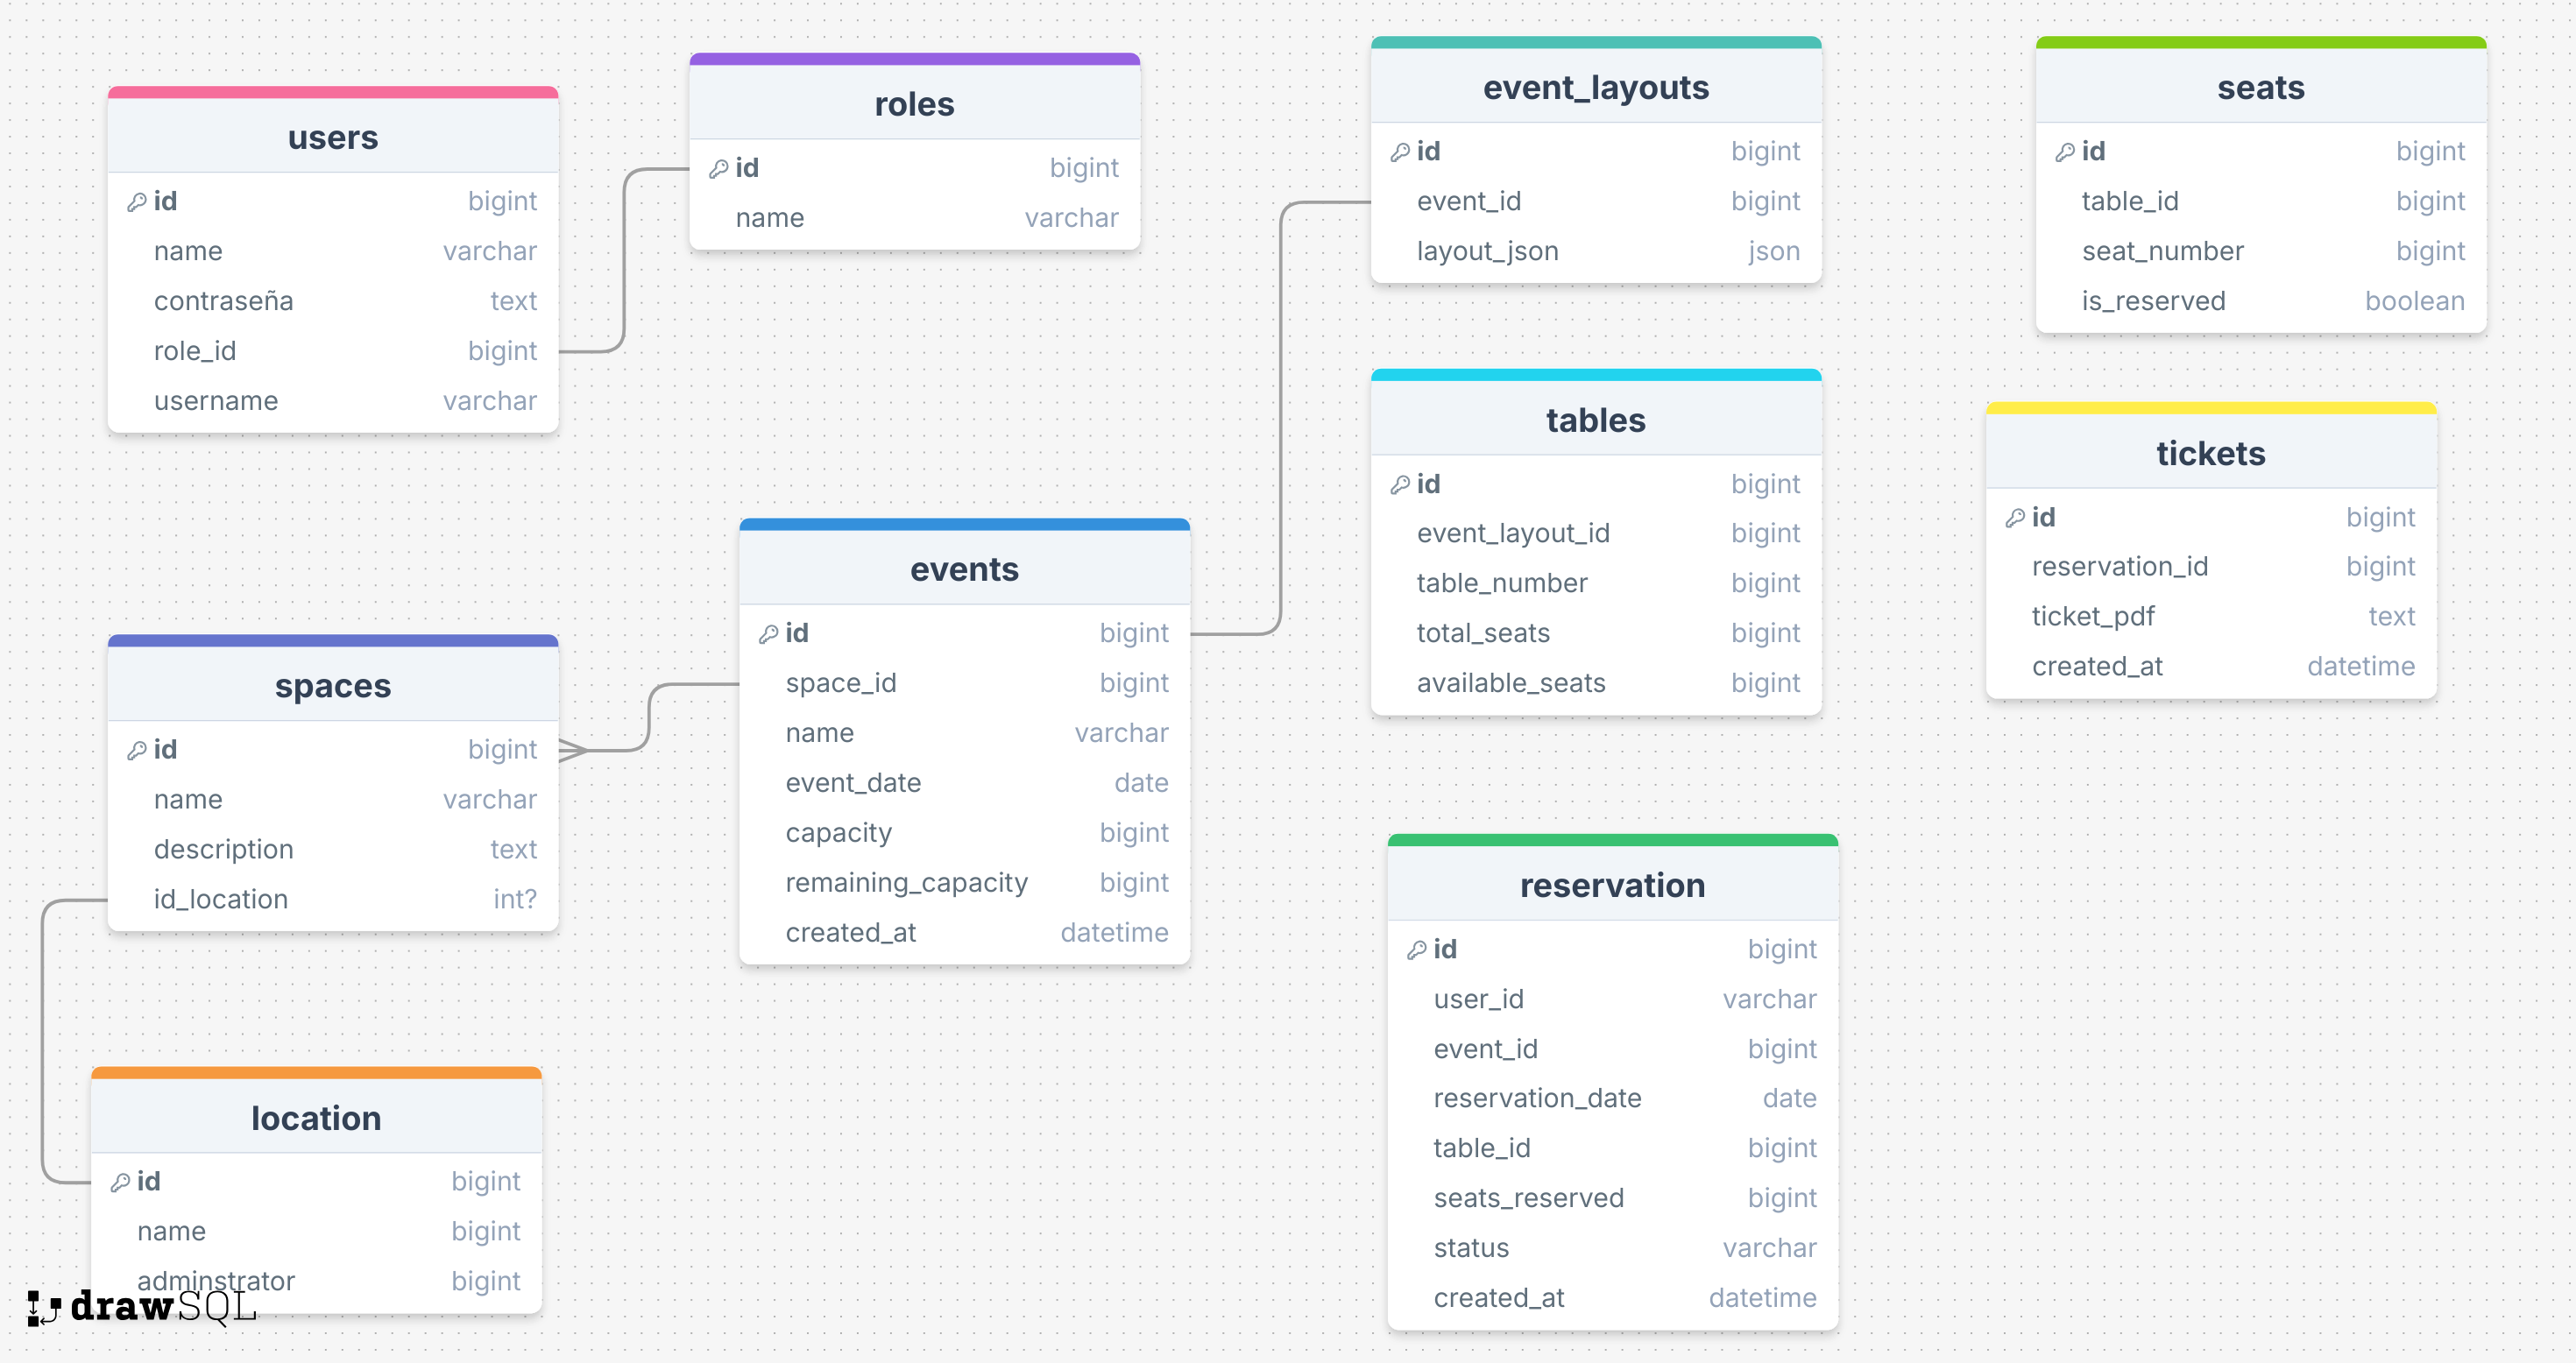 users
id bigint
name varchar
contraseña text
role_id bigint
username varchar
roles
id bigint
name varchar
event_layouts
id bigint
event_id bigint
layout_json json
seats
id bigint
table_id bigint
seat_number bigint
is_reserved boolean
tables
id bigint
event_layout_id bigint
table_number bigint
total_seats bigint
available_seats bigint
tickets
id bigint
reservation_id bigint
ticket_pdf text
created_at datetime
events
id bigint
space_id bigint
name varchar
event_date date
capacity bigint
remaining_capacity bigint
created_at datetime
spaces
id bigint
name varchar
description text
id_location int?
reservation
id bigint
user_id varchar
event_id bigint
reservation_date date
table_id bigint
seats_reserved bigint
status varchar
created_at datetime
location
id bigint
name bigint
adminstrator bigint
drawSQL